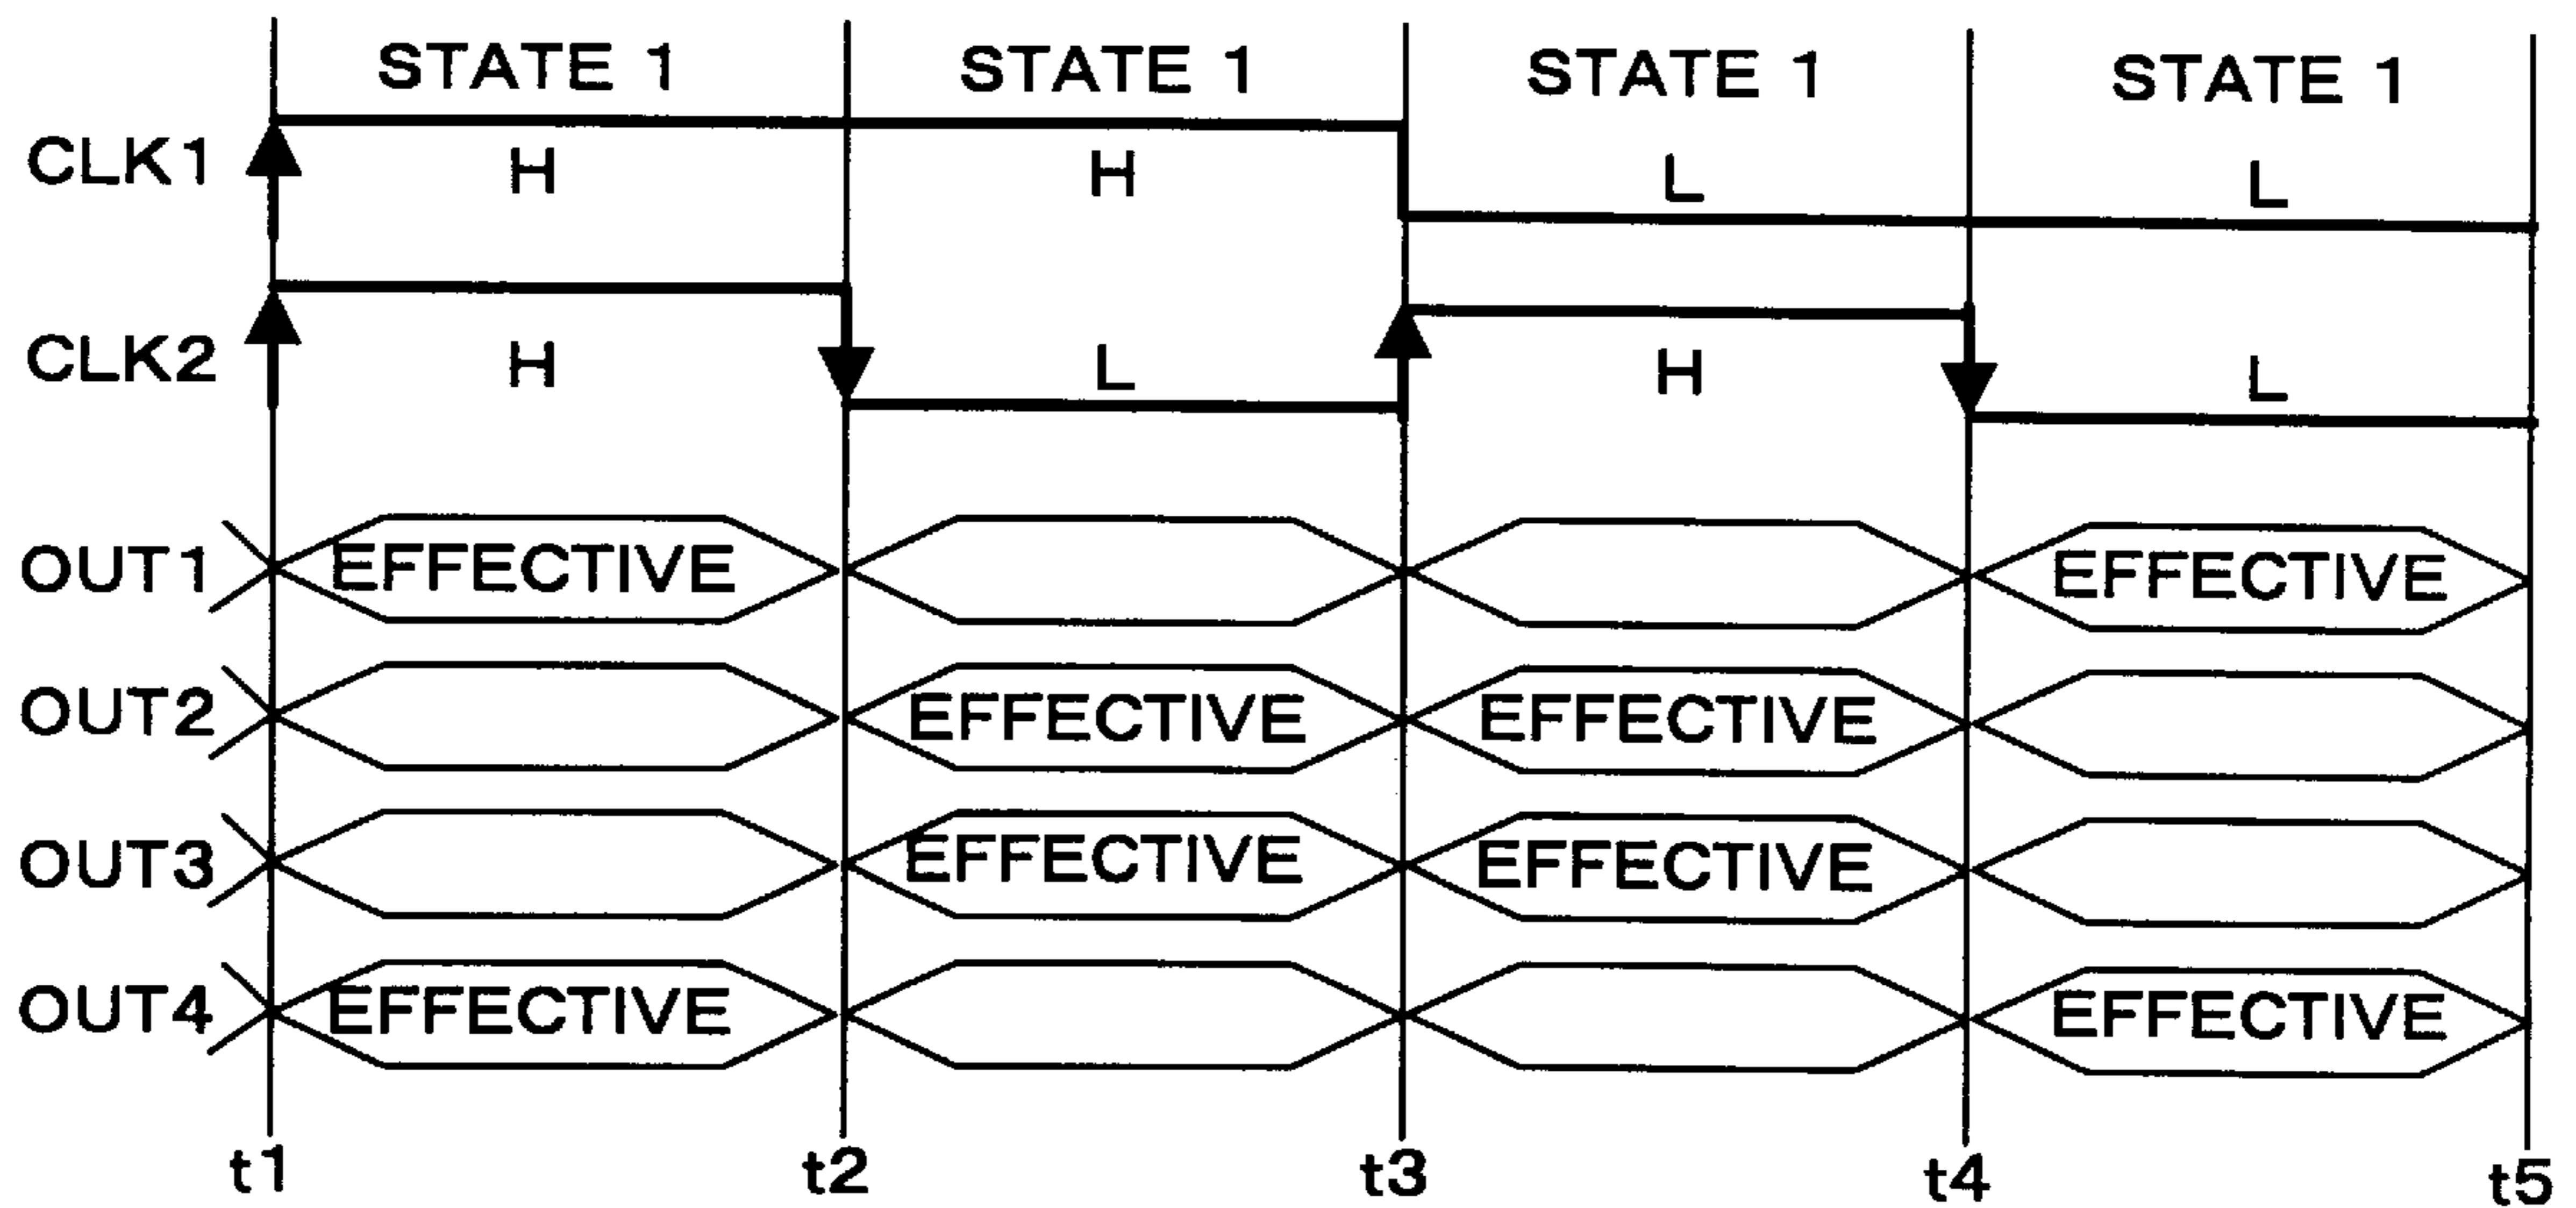 STATE 1 STATE 1 STATE 1 STATE 1
CLK1 H H L L
CLK2 H L H L
OUT1 EFFECTIVE EFFECTIVE
OUT2 EFFECTIVE EFFECTIVE
OUT3 EFFECTIVE EFFECTIVE
OUT4 EFFECTIVE EFFECTIVE
t1 t2 t3 t4 t5